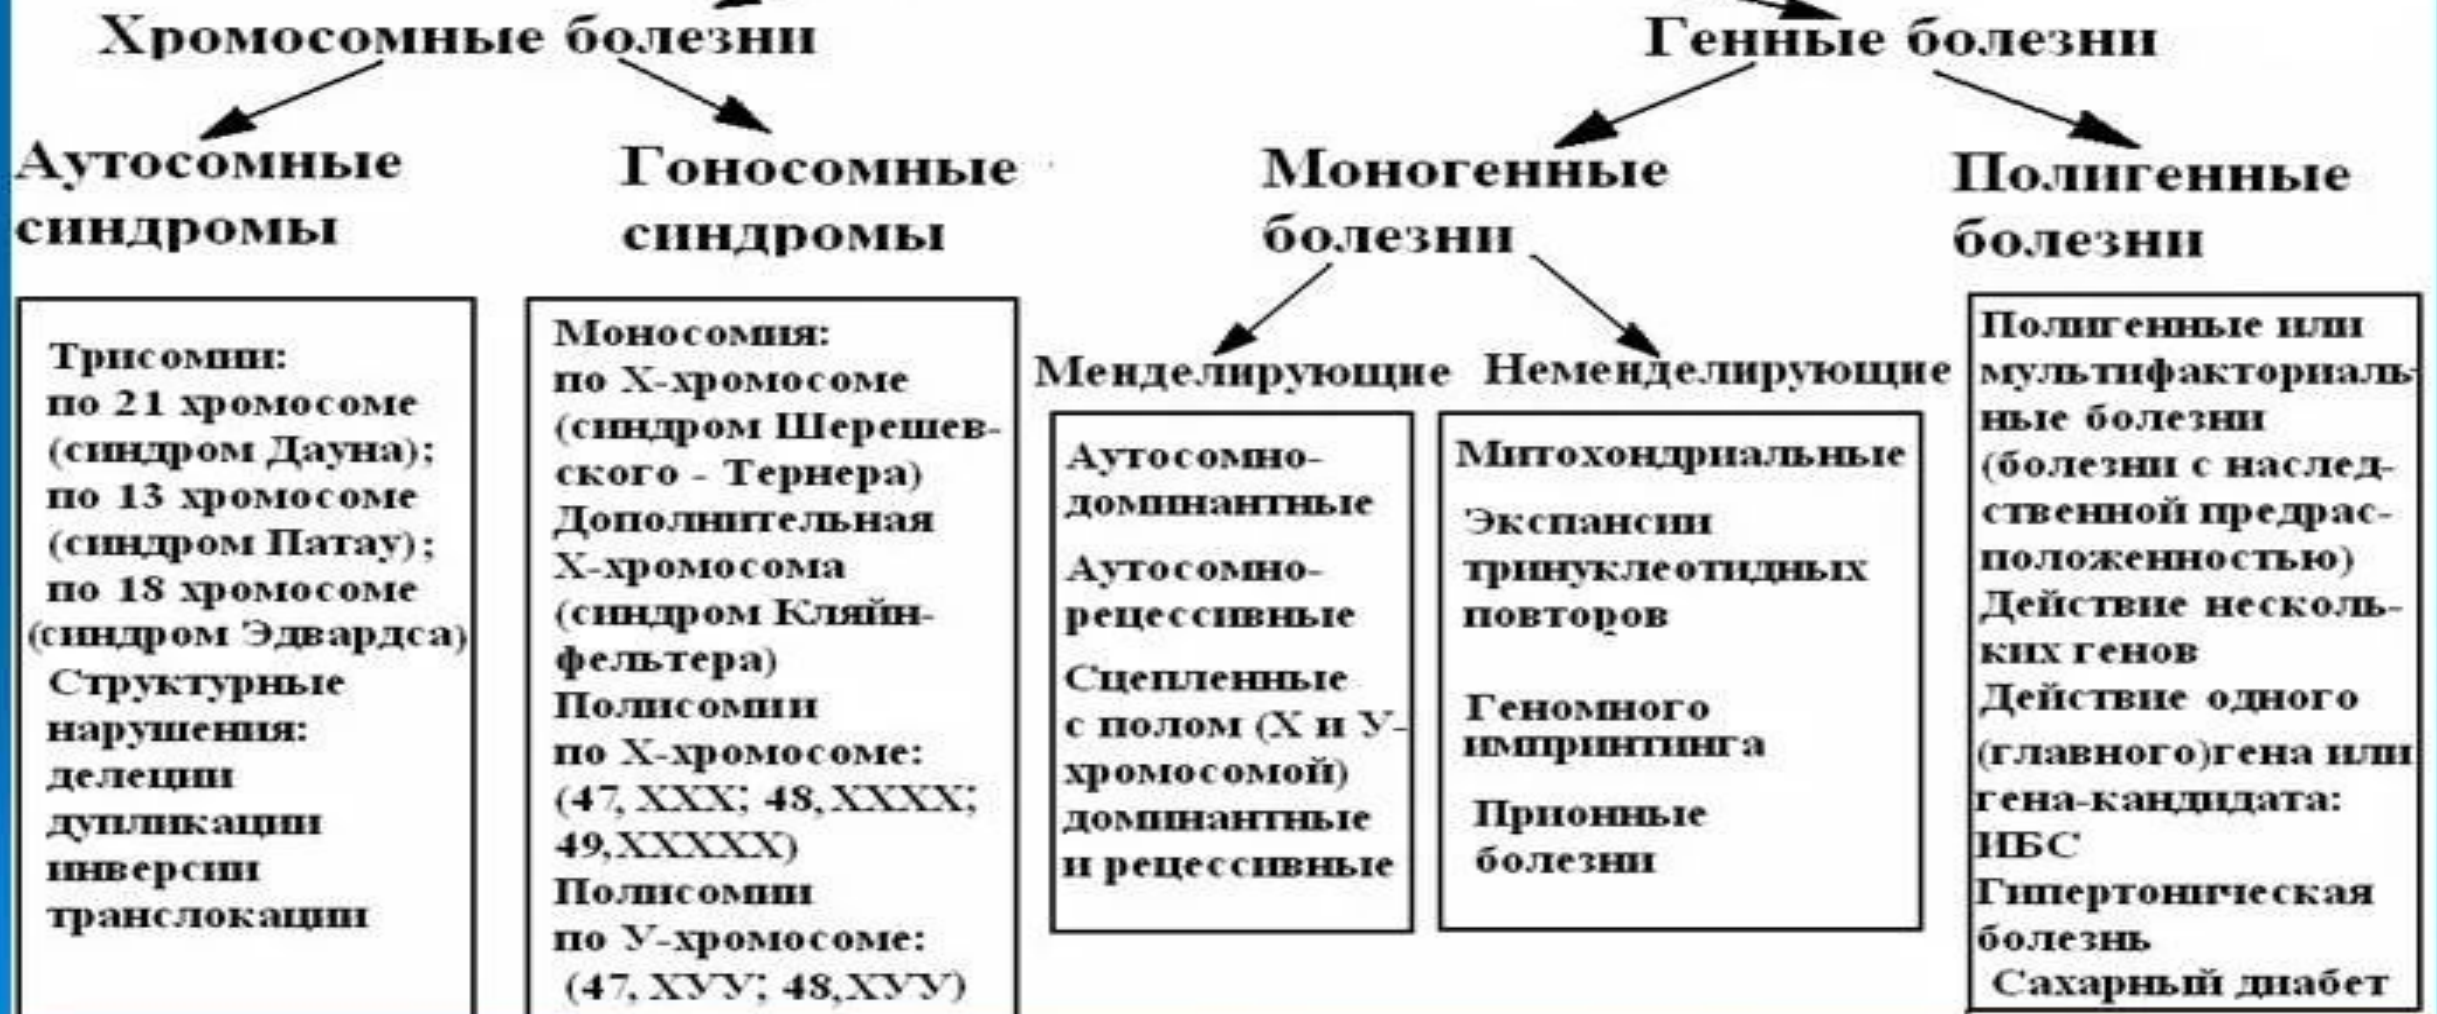 Хромосомные болезни
Генные болезни
Аутосомные
синдромы
Гоносомные
синдромы
Моногенные
болезни
Полигенные
болезни
Трисомии:
по 21 хромосоме
(синдром Дауна);
по 13 хромосоме
(синдром Патау);
по 18 хромосоме
(синдром Эдвардса)
Структурные
нарушения:
делеции
дупликации
инверсии
транслокации
Моносомия:
по Х-хромосоме
(синдром Шерешев-
ского - Тернера)
Дополнительная
Х-хромосома
(синдром Кляйн-
фельтера)
Полисомии
по Х-хромосоме:
(47, ХХХ; 48,ХХХХ;
49,ХХХХХ)
Полисомии
по У-хромосоме:
(47, ХУУ; 48,ХУУ)
Менделирующие
Аутосомно-
доминантные
Аутосомно-
рецессивные
Сцепленные
с полом (Х и У-
хромосомой)
доминантные
и рецессивные
Неменделирующие
Митохондриальные
Экспансии
тринуклеотидных
повторов
Геномного
импринтинга
Прионные
болезни
Полигенные или
мультифакториаль-
ные болезни
(болезни с наслед-
ственной предрас-
положенностью)
Действие несколь-
ких генов
Действие одного
(главного)гена или
гена-кандидата:
ИБС
Гипертоническая
болезнь
Сахарный диабет